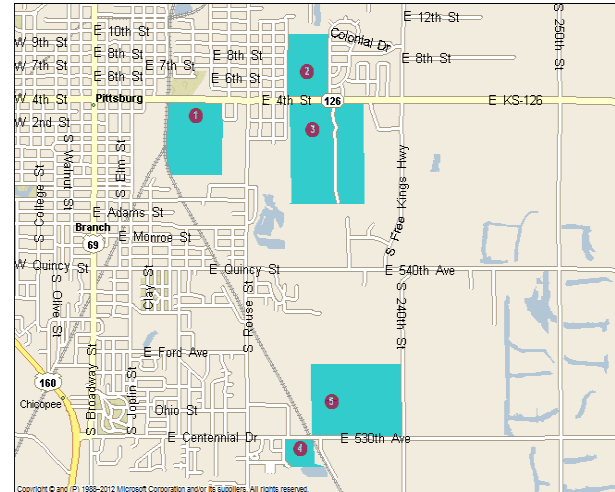 E 10th St
E 12th St
S 250th St
W 9th St
E 8th St
E 8th St
Colonial Dr
E 8th St
W 7th St
E 7th St
E 6th St
E 6th St
2
W 4th St
Pittsburg
E 4th St
126
E KS-126
W 2nd St
1
3
S College St
S Walnut St
S Elm St
S Free Kings Hwy
E Adams St
Branch
69
E Monroe St
W Quincy St
E Quincy St
E 540th Ave
S Olive St
Clay St
S Rouse St
S 240th St
E Ford Ave
160
S Broadway St
S Joplin St
Chicopee
Ohio St
5
E Centennial Dr
E 530th Ave
4
Copyright © and (P) 1988–2012 Microsoft Corporation and/or its suppliers. All rights reserved.